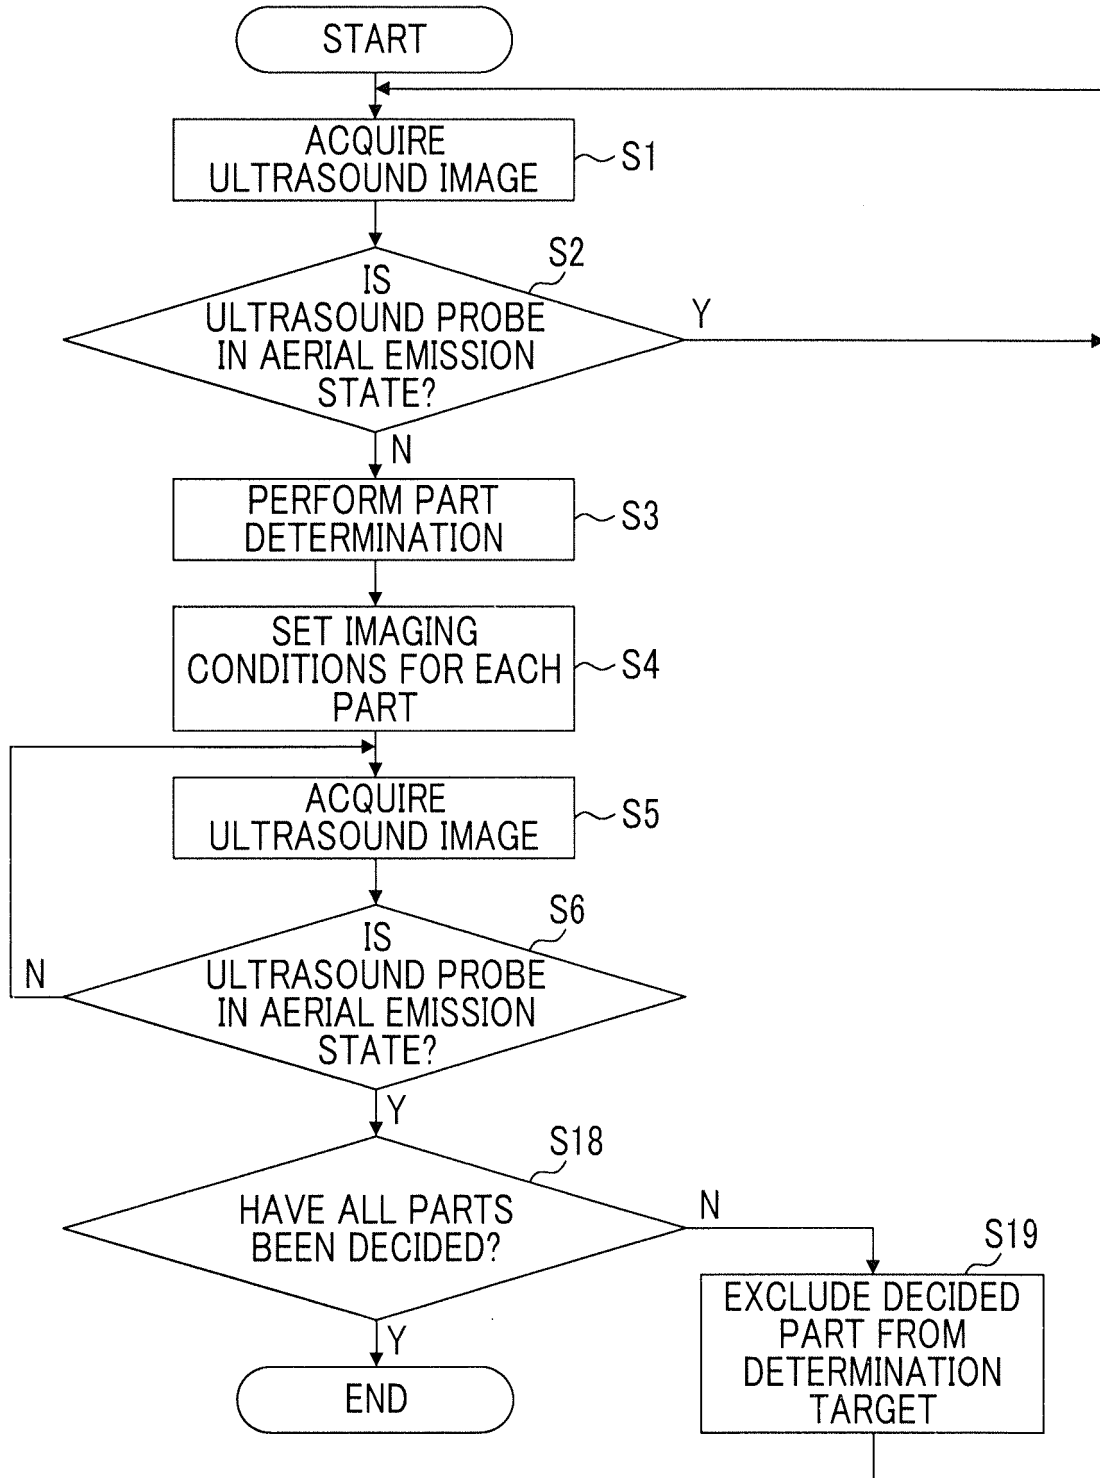 START
ACQUIRE
ULTRASOUND IMAGE
S1
S2
IS
ULTRASOUND PROBE
IN AERIAL EMISSION
STATE?
Y
N
PERFORM PART
DETERMINATION
S3
SET IMAGING
CONDITIONS FOR EACH
PART
S4
ACQUIRE
ULTRASOUND IMAGE
S5
S6
IS
ULTRASOUND PROBE
IN AERIAL EMISSION
STATE?
N
Y
S18
HAVE ALL PARTS
BEEN DECIDED?
N
S19
EXCLUDE DECIDED
PART FROM
DETERMINATION
TARGET
Y
END